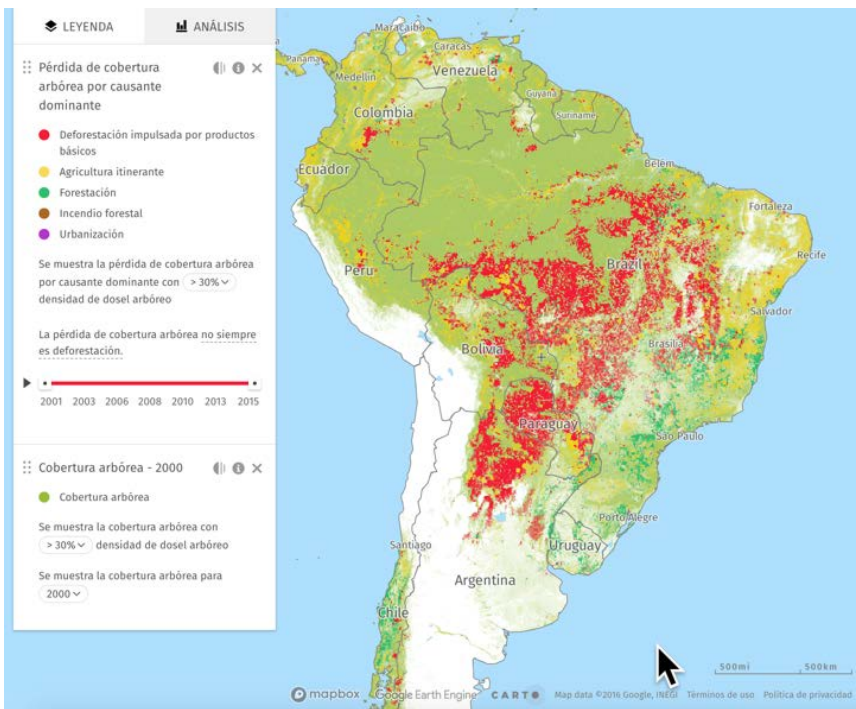 LEYENDA
ANÁLISIS
Pérdida de cobertura
arbórea por causante
dominante
Deforestación impulsada por productos
básicos
Agricultura itinerante
Forestación
Incendio forestal
Urbanización
Se muestra la pérdida de cobertura arbórea
por causante dominante con > 30%
densidad de dosel arbóreo
La pérdida de cobertura arbórea no siempre
es deforestación.
2001 2003 2006 2008 2010 2013 2015
Cobertura arbórea - 2000
Cobertura arbórea
Se muestra la cobertura arbórea con
> 30% densidad de dosel arbóreo
Se muestra la cobertura arbórea para
2000
Maracaibo
Caracas
Panama
Venezuela
Medellín
Guyana
Colombia
Suriname
Ecuador
Belem
Fortaleza
Peru
Brazil
Recife
Salvador
Bolivia
Brasilia
Paraguay
São Paulo
Porto Alegre
Santiago
Uruguay
Argentina
Chile
500mi 500km
mapbox Google Earth Engine CARTO Map data ©2016 Google, INEGI Términos de uso Política de privacidad